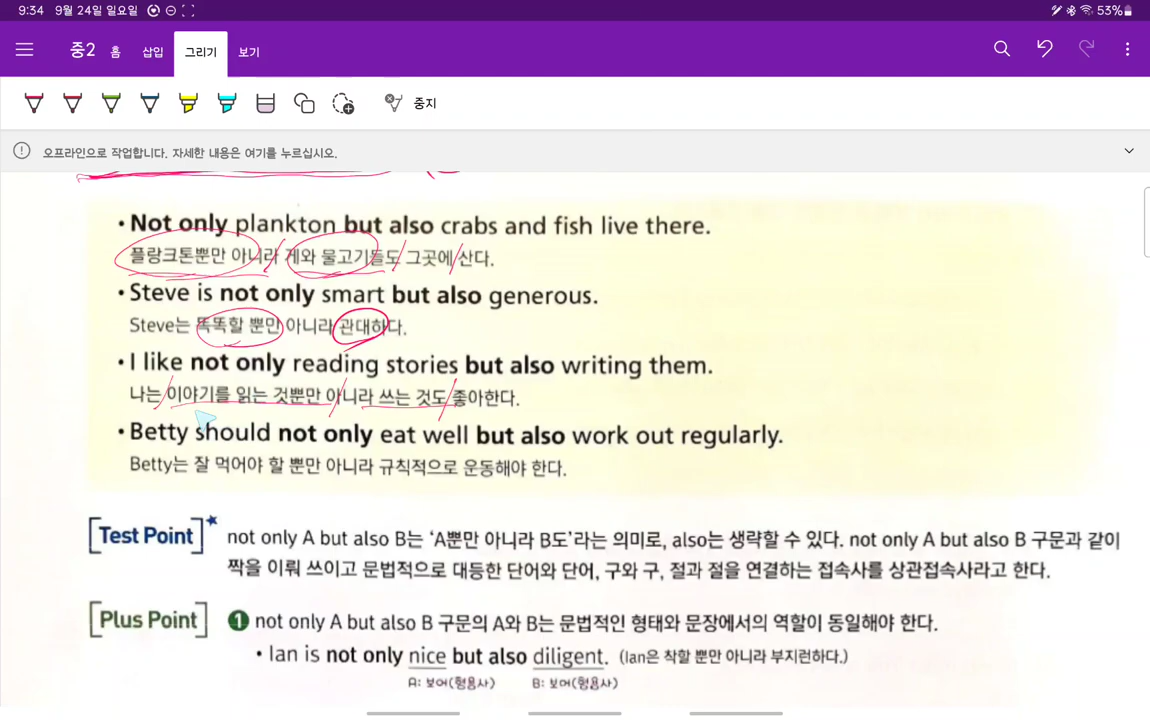 9:34 9월 24일 일요일 53%
중2 홈 삽입 그리기 보기
중지
오프라인으로 작업합니다. 자세한 내용은 여기를 누르십시오.
• Not only plankton but also crabs and fish live there.
플랑크톤뿐만 아니라 게와 물고기들도 그곳에 산다.
• Steve is not only smart but also generous.
Steve는 똑똑할 뿐만 아니라 관대하다.
• I like not only reading stories but also writing them.
나는 이야기를 읽는 것뿐만 아니라 쓰는 것도 좋아한다.
• Betty should not only eat well but also work out regularly.
Betty는 잘 먹어야 할 뿐만 아니라 규칙적으로 운동해야 한다.
[Test Point]★ not only A but also B는 ‘A뿐만 아니라 B도’라는 의미로, also는 생략할 수 있다. not only A but also B 구문과 같이
짝을 이뤄 쓰이고 문법적으로 대등한 단어와 단어, 구와 구, 절과 절을 연결하는 접속사를 상관접속사라고 한다.
[Plus Point] 1 not only A but also B 구문의 A와 B는 문법적인 형태와 문장에서의 역할이 동일해야 한다.
• Ian is not only nice but also diligent. (Ian은 착할 뿐만 아니라 부지런하다.)
A: 보어(형용사) B: 보어(형용사)